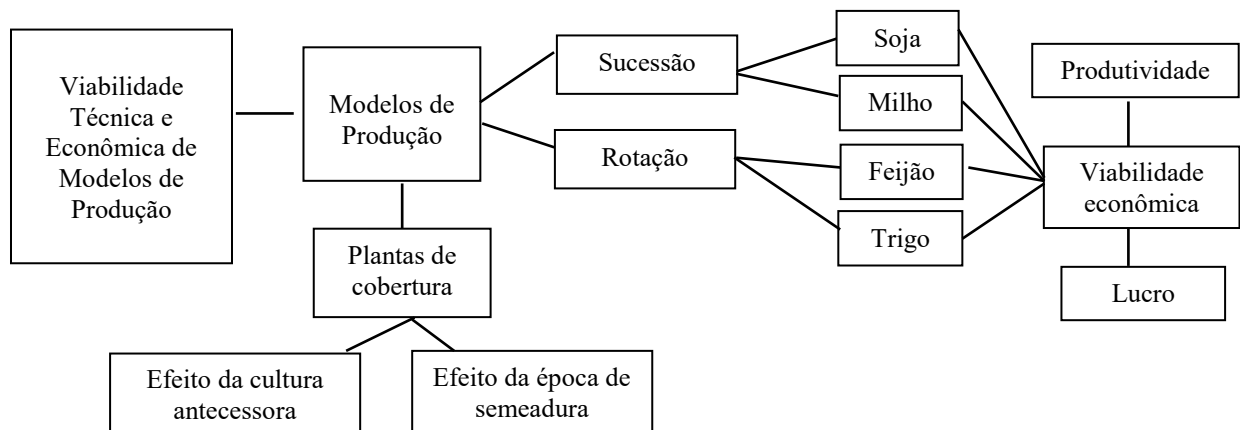 Viabilidade
Técnica e
Econômica de
Modelos de
Produção
Modelos de
Produção
Plantas de
cobertura
Efeito da cultura
antecessora
Efeito da época de
semeadura
Sucessão
Rotação
Soja
Milho
Feijão
Trigo
Produtividade
Viabilidade
econômica
Lucro